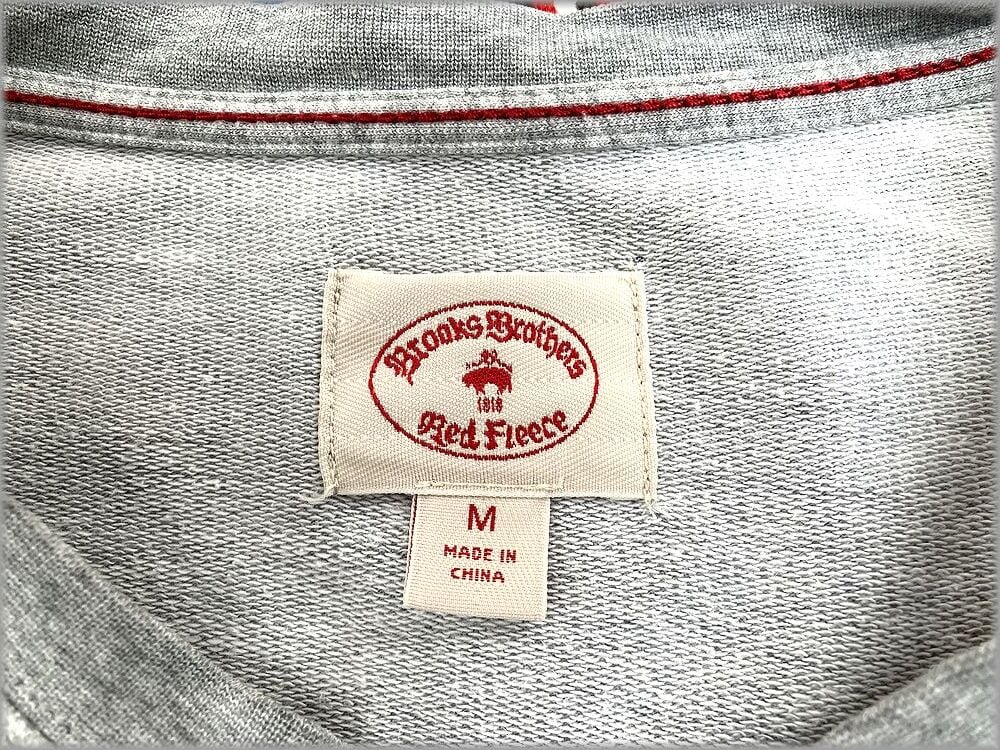 Brooks Brothers
1818
Red Fleece
M
MADE IN
CHINA